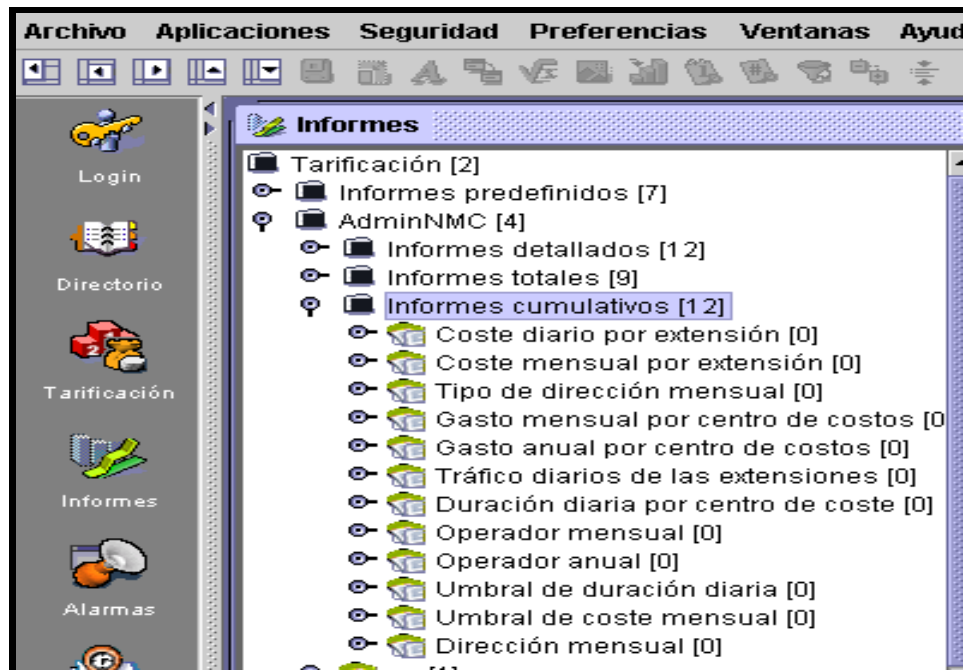 Archivo Aplicaciones Seguridad Preferencias Ventanas Ayud
Login
Directorio
Tarificación
Informes
Alarmas
Informes
Tarificación [2]
Informes predefinidos [7]
AdminNMC [4]
Informes detallados [12]
Informes totales [9]
Informes cumulativos [12]
Coste diario por extensión [0]
Coste mensual por extensión [0]
Tipo de dirección mensual [0]
Gasto mensual por centro de costos [0
Gasto anual por centro de costos [0]
Tráfico diarios de las extensiones [0]
Duración diaria por centro de coste [0]
Operador mensual [0]
Operador anual [0]
Umbral de duración diaria [0]
Umbral de coste mensual [0]
Dirección mensual [0]